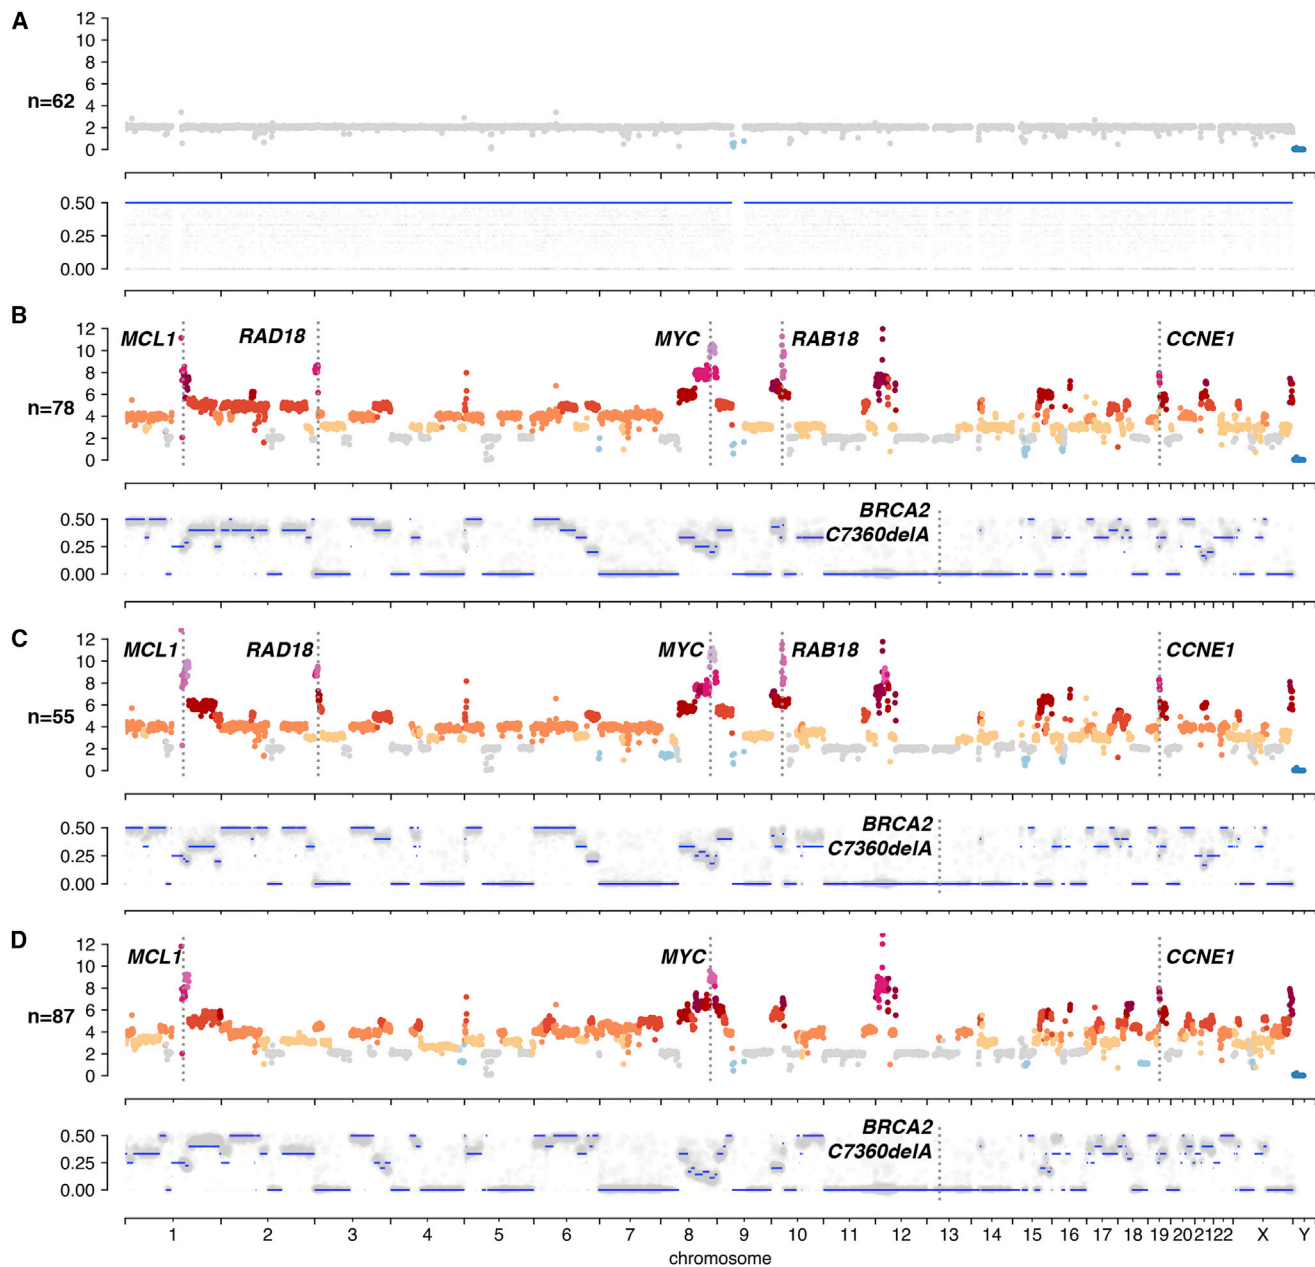 A
12
10
8
6
4
2
0
n=62
0.50
0.25
0.00
B
12
10
8
6
4
2
0
n=78
MCL1
RAD18
MYC
RAB18
CCNE1
0.50
0.25
0.00
BRCA2
C7360delA
C
12
10
8
6
4
2
0
n=55
MCL1
RAD18
MYC
RAB18
CCNE1
0.50
0.25
0.00
BRCA2
C7360delA
D
12
10
8
6
4
2
0
n=87
MCL1
MYC
CCNE1
0.50
0.25
0.00
BRCA2
C7360delA
1 2 3 4 5 6 7 8 9 10 11 12 13 14 15 16 17 18 19 20 21 22 X Y
chromosome